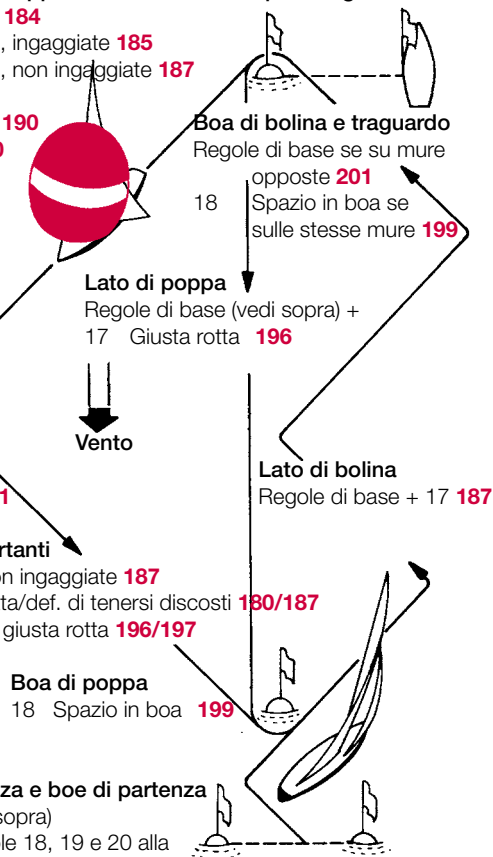 184
, ingaggiate 185
, non ingaggiate 187
190
0
Boa di bolina e traguardo
Regole di base se su mure
opposte 201
18 Spazio in boa se
sulle stesse mure 199
Lato di poppa
Regole di base (vedi sopra) +
17 Giusta rotta 196
Vento
Lato di bolina
Regole di base + 17 187
1
rtanti
on ingaggiate 187
ta/def. di tenersi discosti 180/187
giusta rotta 196/197
Boa di poppa
18 Spazio in boa 199
za e boe di partenza
sopra)
le 18, 19 e 20 alla